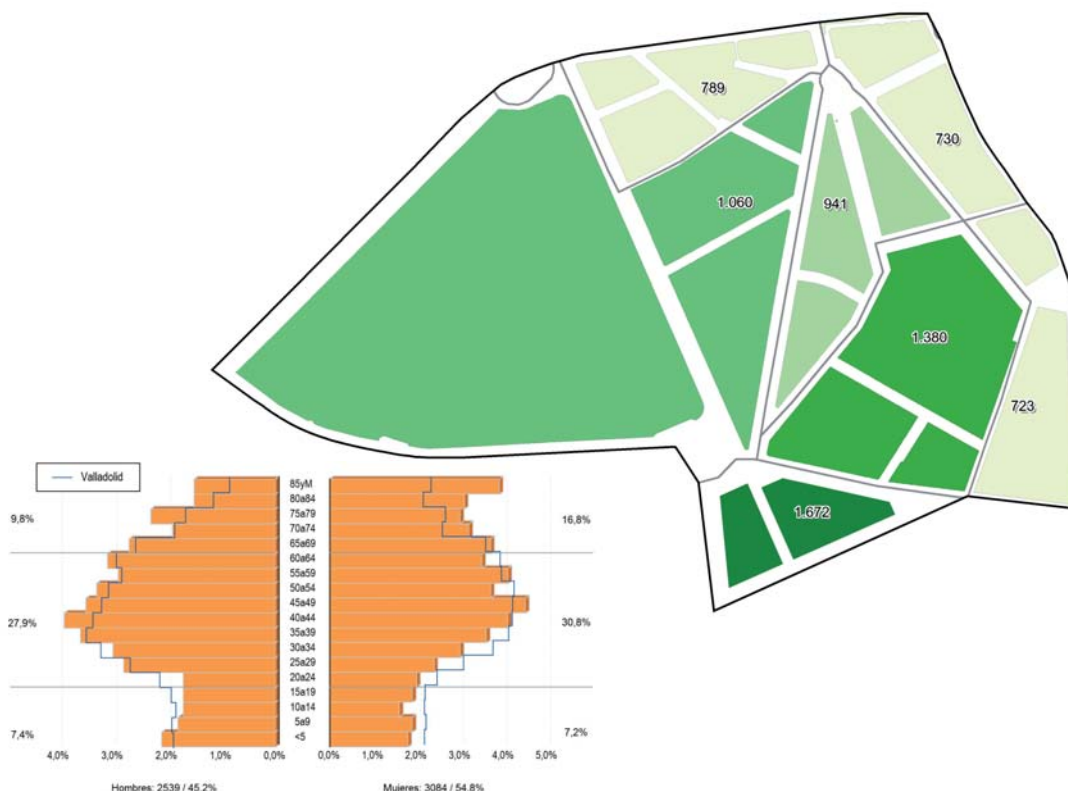 789
730
1.060
941
1.380
723
1.672
Valladolid
85yM
80a84
75a79
70a74
65a69
60a64
55a59
50a54
45a49
40a44
35a39
30a34
25a29
20a24
15a19
10a14
5a9
<5
9,8%
16,8%
27,9%
30,8%
7,4%
7,2%
4,0% 3,0% 2,0% 1,0% 0,0% 0,0% 1,0% 2,0% 3,0% 4,0% 5,0%
Hombres: 2539 / 45,2% Mujeres: 3084 / 54,8%